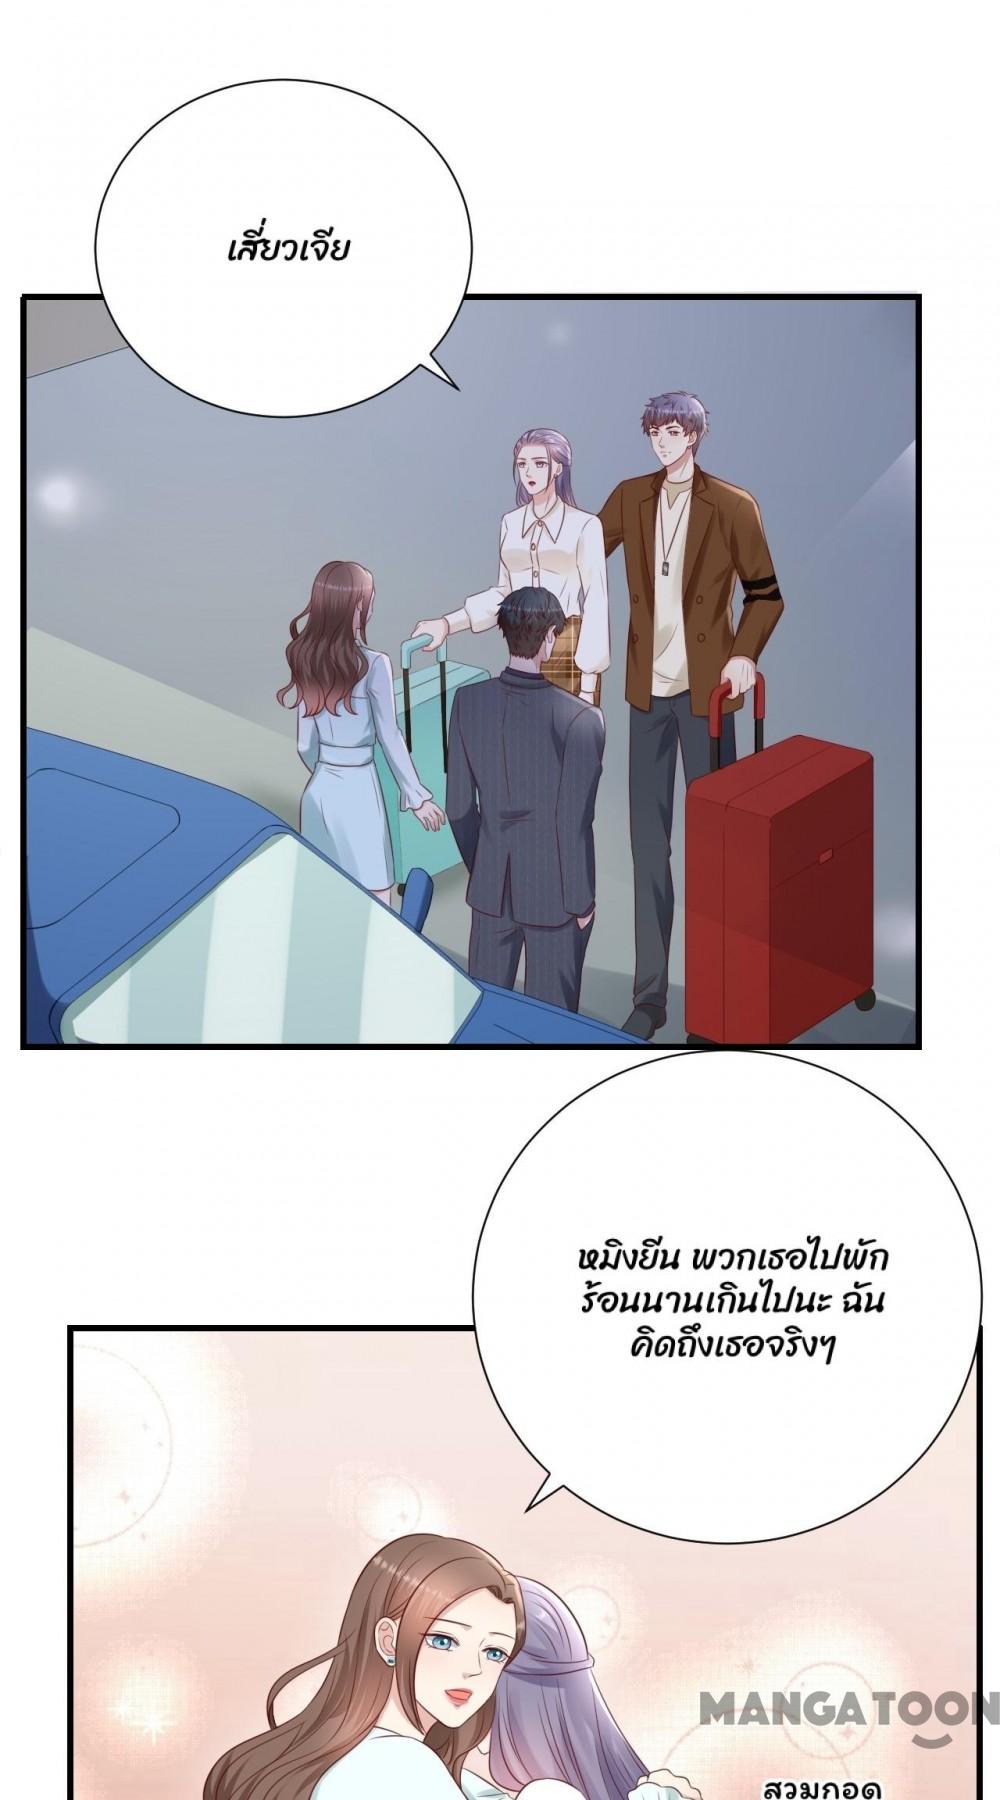 เสี่ยวเจีย
หมิงยีน พวกเธอไปพัก
ร้อนนานเกินไปนะ ฉัน
คิดถึงเธอจริงๆ
MANGATOON
สวมกอด